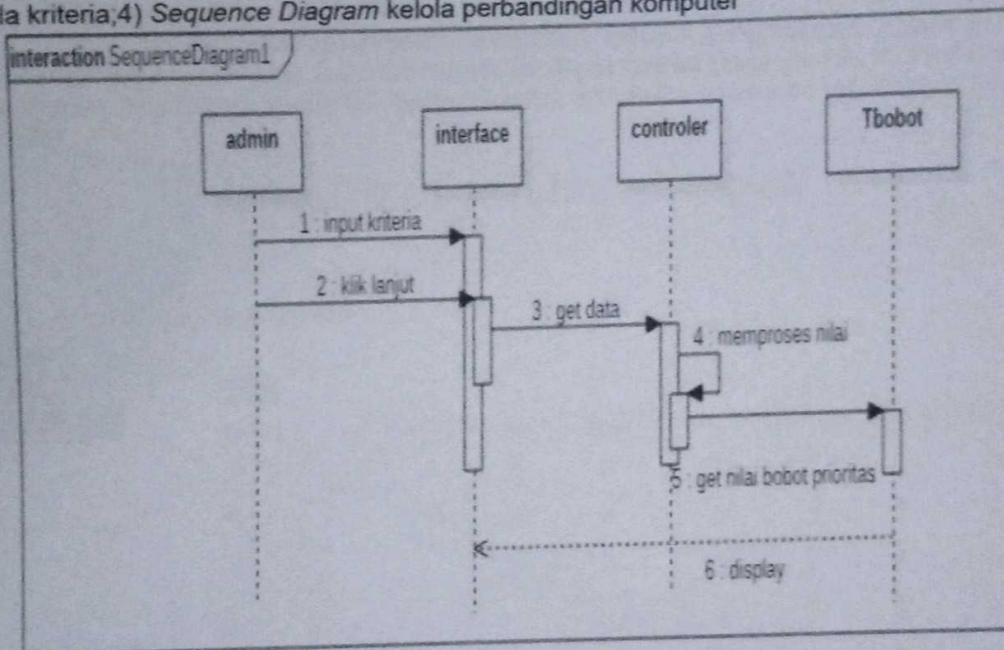 la kriteria;4) Sequence Diagram kelola perbandingan komputer
interaction SequenceDiagram1
admin
interface
controler
Tbobot
1 : input kriteria
2 : klik lanjut
3 : get data
4 : memproses nilai
5 : get nilai bobot prioritas
6 : display